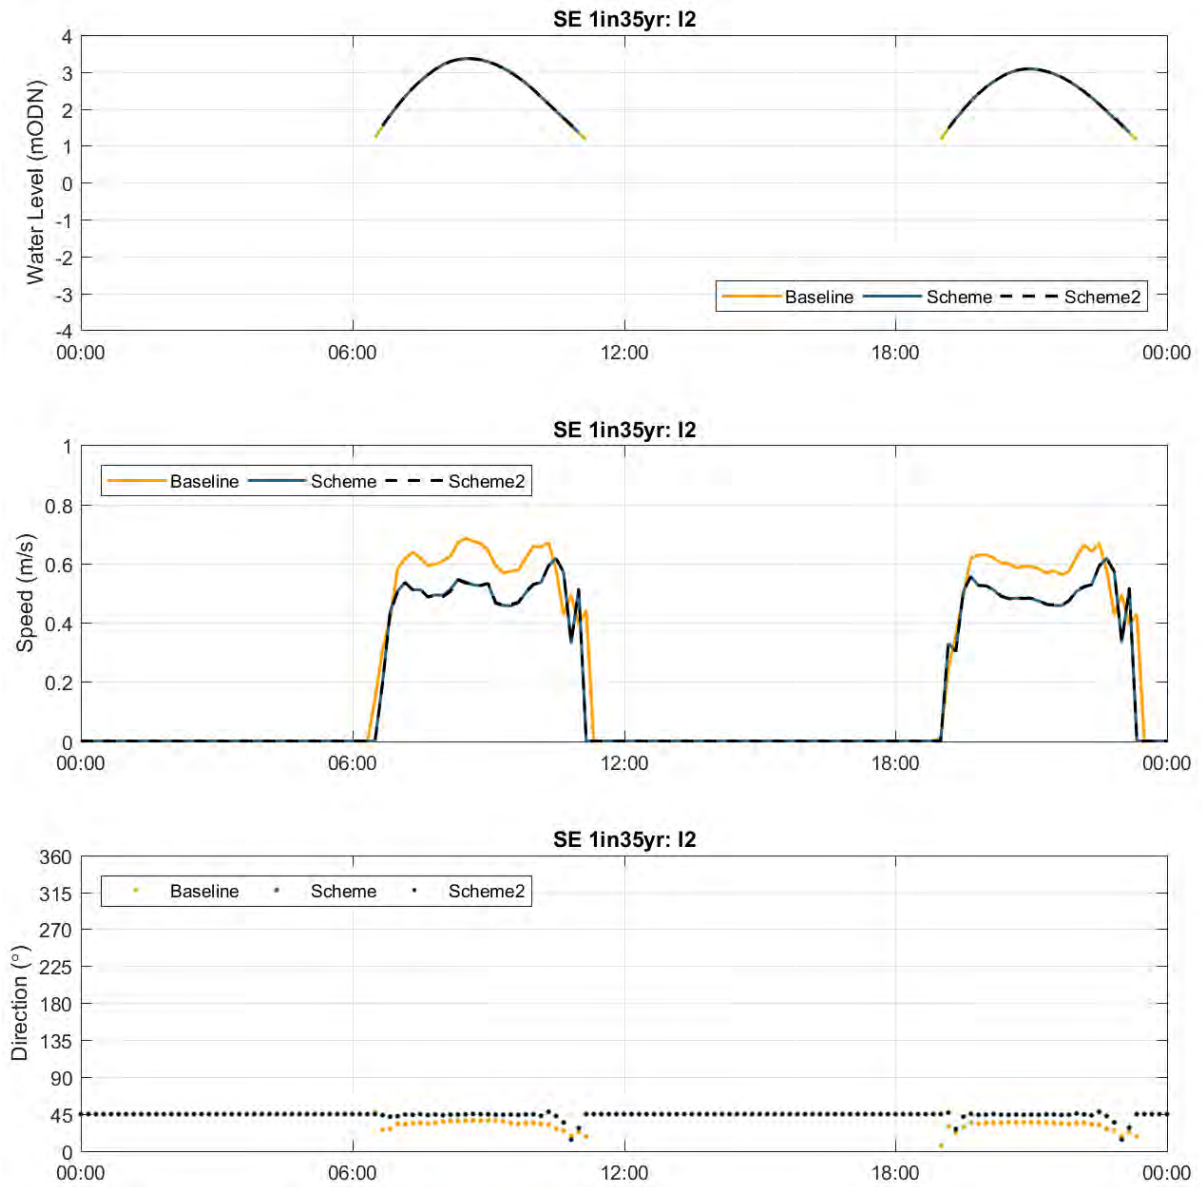 SE 1in35yr: I2
4
3
2
1
0
-1
-2
-3
-4
Water Level (mODN)
Baseline Scheme Scheme2
00:00 06:00 12:00 18:00 00:00
SE 1in35yr: I2
1
0.8
0.6
0.4
0.2
0
Speed (m/s)
Baseline Scheme Scheme2
00:00 06:00 12:00 18:00 00:00
SE 1in35yr: I2
360
315
270
225
180
135
90
45
0
Direction (°)
Baseline Scheme Scheme2
00:00 06:00 12:00 18:00 00:00